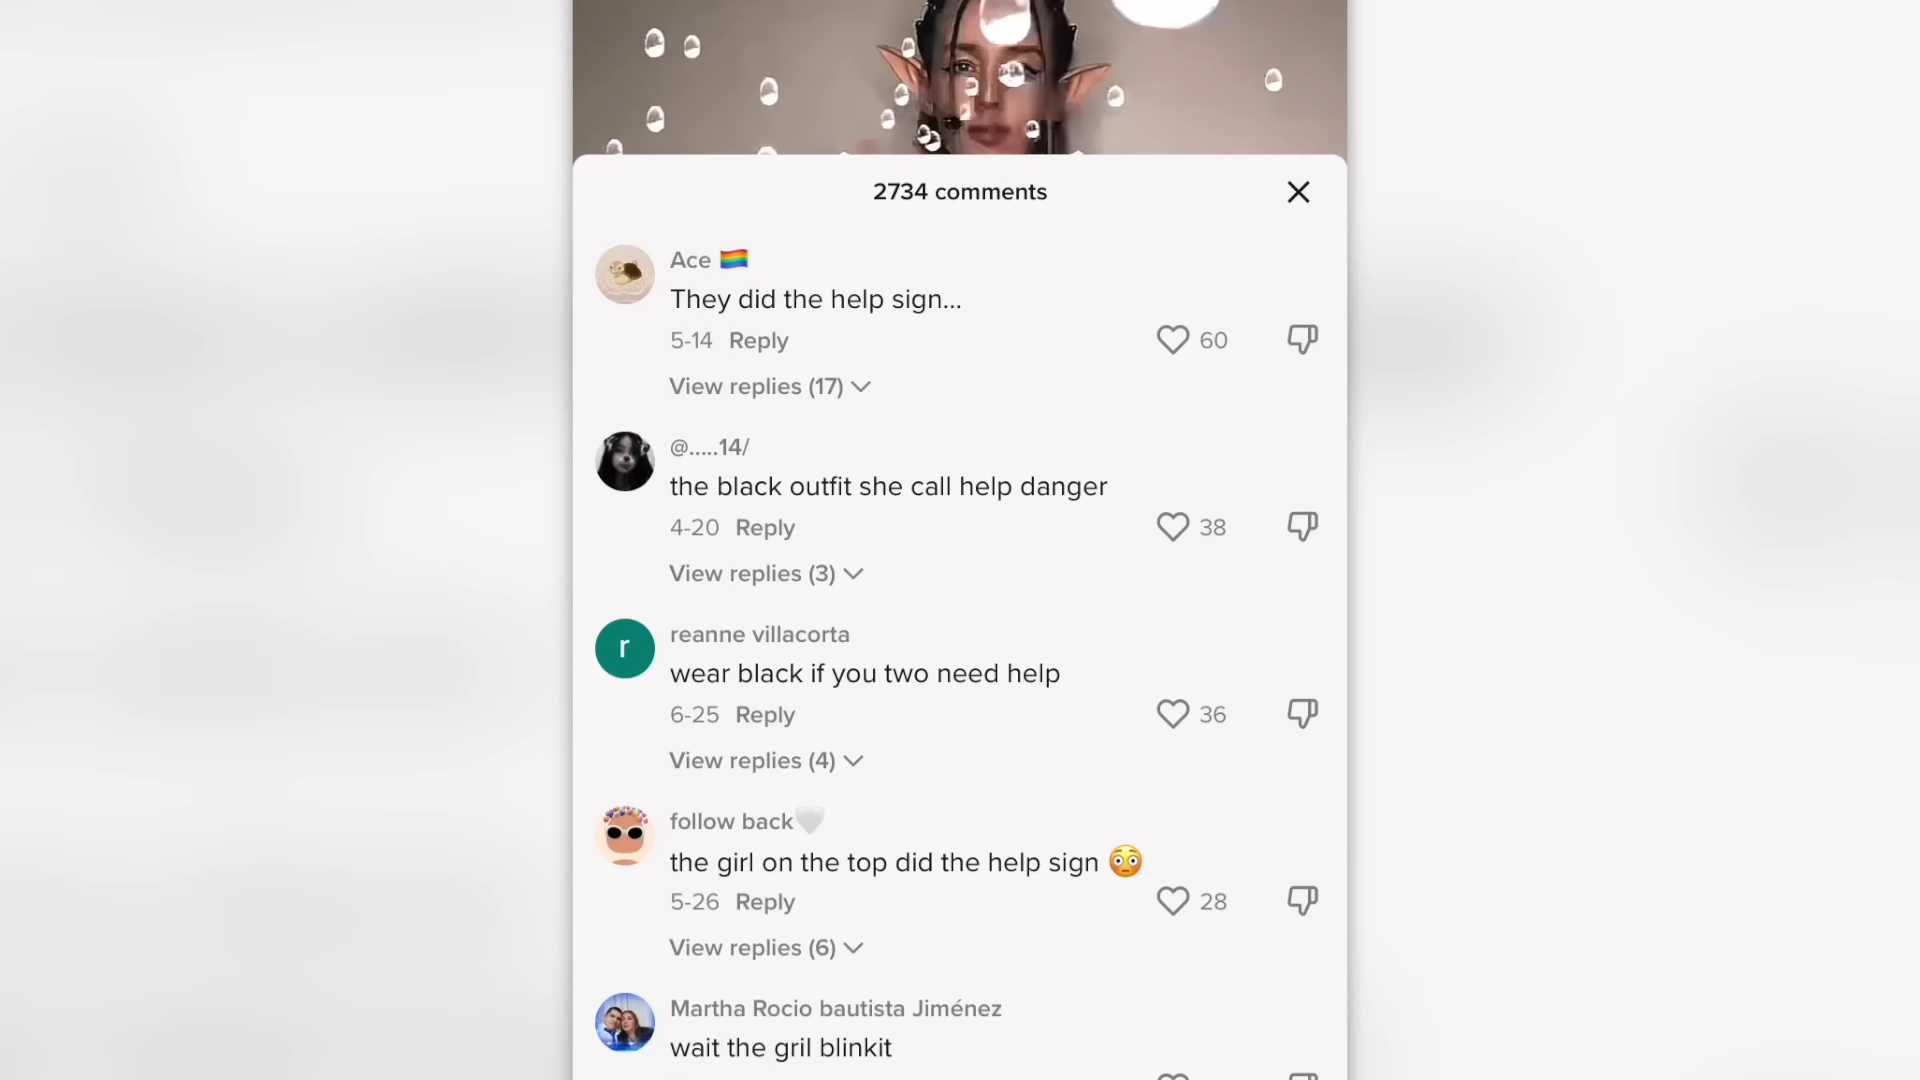 2734 comments
Ace 🏳️‍🌈
They did the help sign...
5-14 Reply
60
View replies (17)
@.....14/
the black outfit she call help danger
4-20 Reply
38
View replies (3)
r
reanne villacorta
wear black if you two need help
6-25 Reply
36
View replies (4)
follow back🤍
the girl on the top did the help sign 😳
5-26 Reply
28
View replies (6)
Martha Rocio bautista Jiménez
wait the gril blinkit